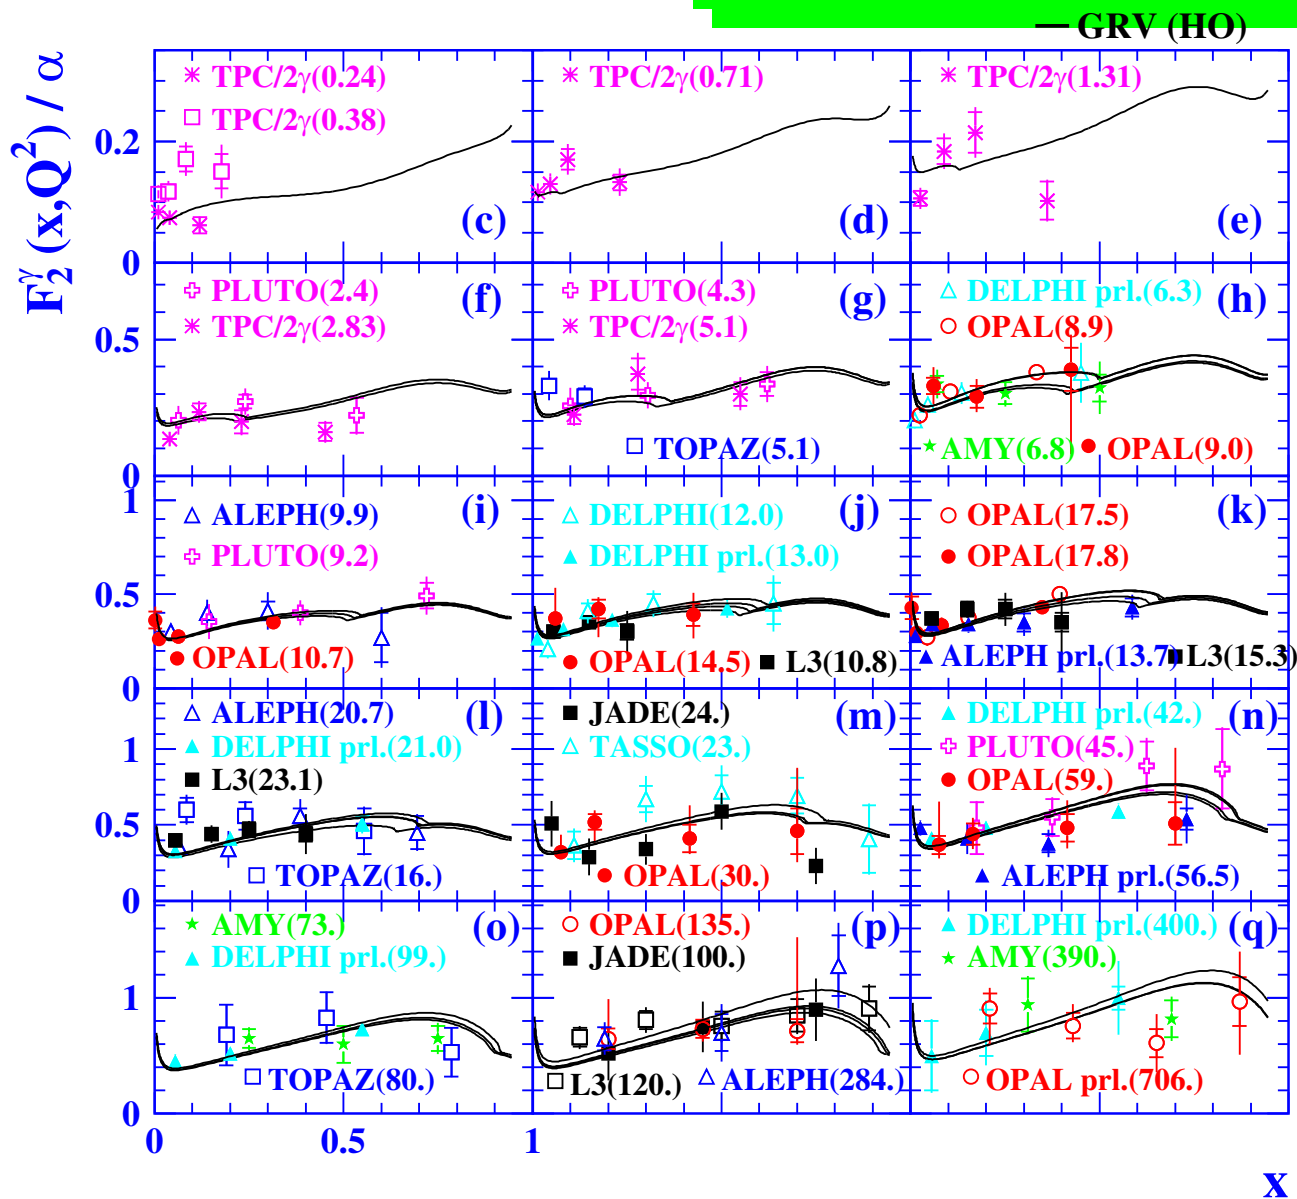 GRV (HO)
F₂^γ (x,Q²) / α
TPC/2γ(0.24)
TPC/2γ(0.38)
(c)
TPC/2γ(0.71)
(d)
TPC/2γ(1.31)
(e)
0.2
0
PLUTO(2.4)
TPC/2γ(2.83)
(f)
PLUTO(4.3)
TPC/2γ(5.1)
(g)
TOPAZ(5.1)
DELPHI prl.(6.3)
OPAL(8.9)
(h)
AMY(6.8)
OPAL(9.0)
0.5
0
ALEPH(9.9)
PLUTO(9.2)
(i)
OPAL(10.7)
DELPHI(12.0)
DELPHI prl.(13.0)
(j)
OPAL(14.5)
L3(10.8)
OPAL(17.5)
OPAL(17.8)
(k)
ALEPH prl.(13.7)
L3(15.3)
1
0.5
0
ALEPH(20.7)
DELPHI prl.(21.0)
L3(23.1)
(l)
TOPAZ(16.)
JADE(24.)
TASSO(23.)
(m)
OPAL(30.)
DELPHI prl.(42.)
PLUTO(45.)
OPAL(59.)
(n)
ALEPH prl.(56.5)
1
0.5
0
AMY(73.)
DELPHI prl.(99.)
(o)
TOPAZ(80.)
OPAL(135.)
JADE(100.)
(p)
L3(120.)
ALEPH(284.)
DELPHI prl.(400.)
AMY(390.)
(q)
OPAL prl.(706.)
1
0
0
0.5
1
x